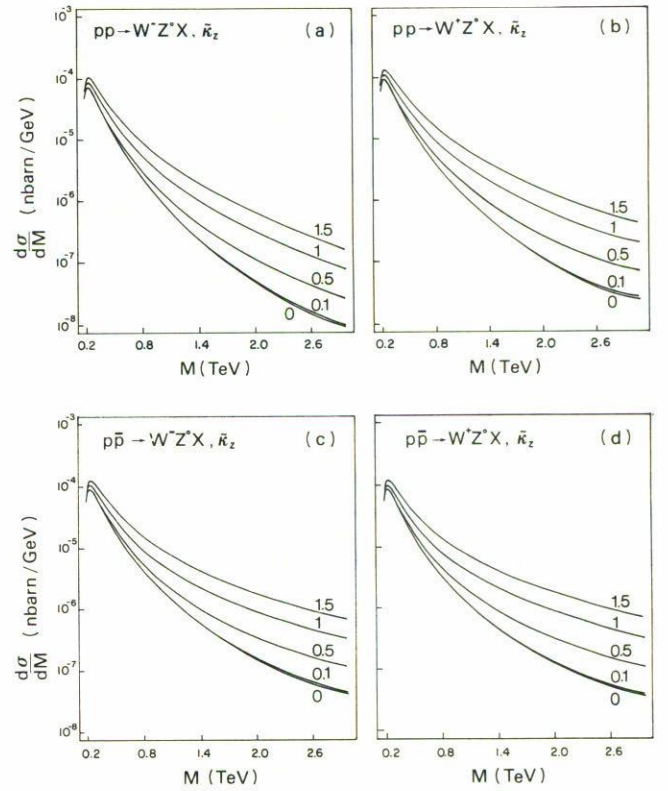 pp → W⁻Z°X, κ̃_z (a)
dσ/dM (nbarn/GeV)
10⁻³
10⁻⁴
10⁻⁵
10⁻⁶
10⁻⁷
10⁻⁸
1.5
1
0.5
0.1
0
0.2 0.8 1.4 2.0 2.6
M (TeV)
pp → W⁺Z°X, κ̃_z (b)
1.5
1
0.5
0.1
0
0.2 0.8 1.4 2.0 2.6
M (TeV)
pp̄ → W⁻Z°X, κ̃_z (c)
dσ/dM (nbarn/GeV)
10⁻³
10⁻⁴
10⁻⁵
10⁻⁶
10⁻⁷
10⁻⁸
1.5
1
0.5
0.1
0
0.2 0.8 1.4 2.0 2.6
M (TeV)
pp̄ → W⁺Z°X, κ̃_z (d)
1.5
1
0.5
0.1
0
0.2 0.8 1.4 2.0 2.6
M (TeV)